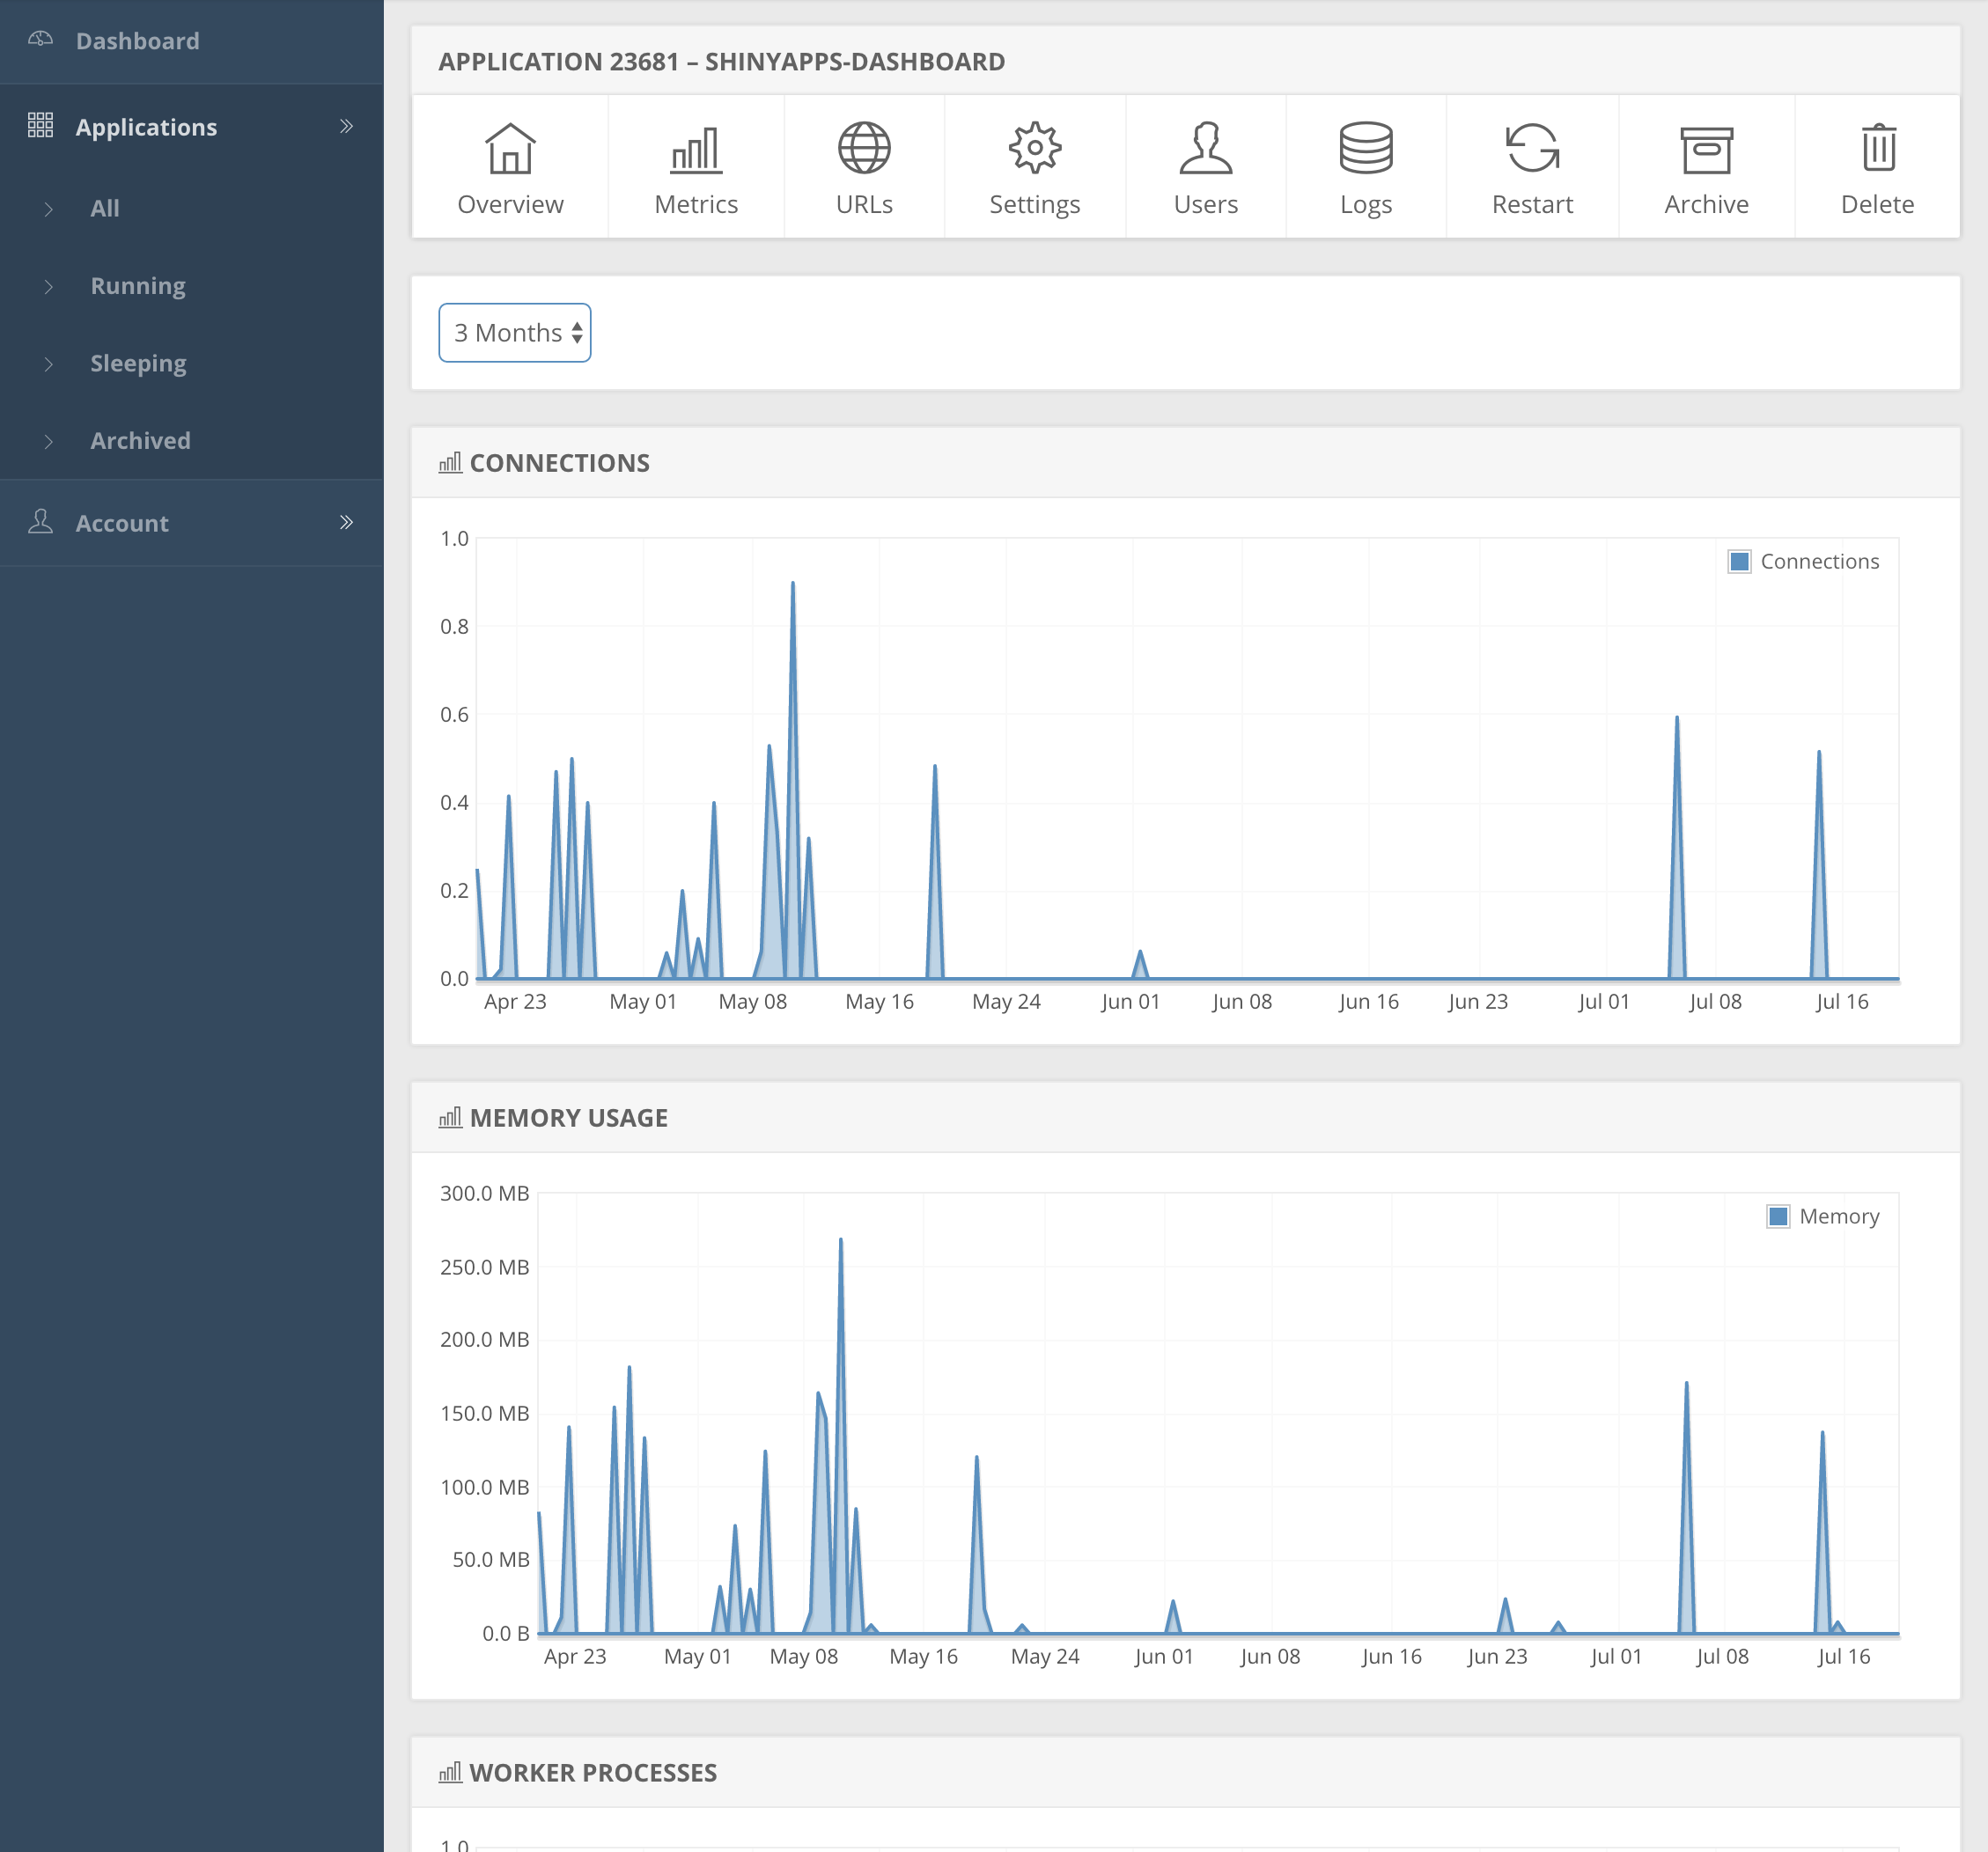 Dashboard
Applications
All
Running
Sleeping
Archived
Account
APPLICATION 23681 – SHINYAPPS-DASHBOARD
Overview Metrics URLs Settings Users Logs Restart Archive Delete
3 Months
CONNECTIONS
1.0
Connections
0.8
0.6
0.4
0.2
0.0
Apr 23 May 01 May 08 May 16 May 24 Jun 01 Jun 08 Jun 16 Jun 23 Jul 01 Jul 08 Jul 16
MEMORY USAGE
300.0 MB
Memory
250.0 MB
200.0 MB
150.0 MB
100.0 MB
50.0 MB
0.0 B
Apr 23 May 01 May 08 May 16 May 24 Jun 01 Jun 08 Jun 16 Jun 23 Jul 01 Jul 08 Jul 16
WORKER PROCESSES
1.0